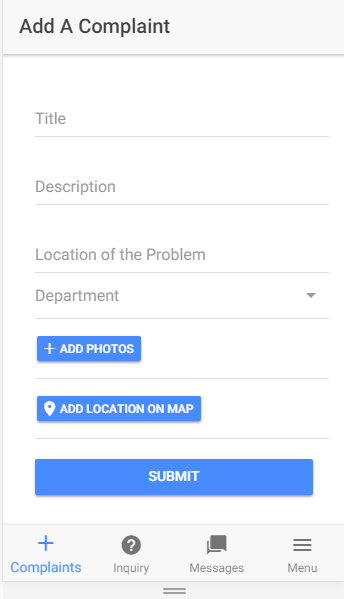 Add A Complaint
Title
Description
Location of the Problem
Department
ADD PHOTOS
ADD LOCATION ON MAP
SUBMIT
Complaints Inquiry Messages Menu